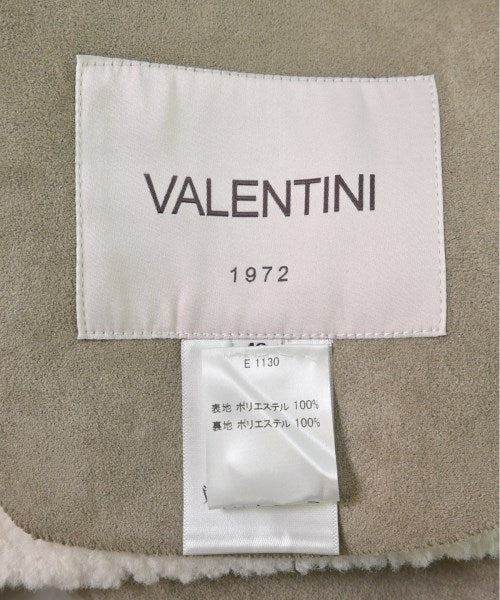 VALENTINI
1972
E 1130
表地 ポリエステル 100%
裏地 ポリエステル 100%